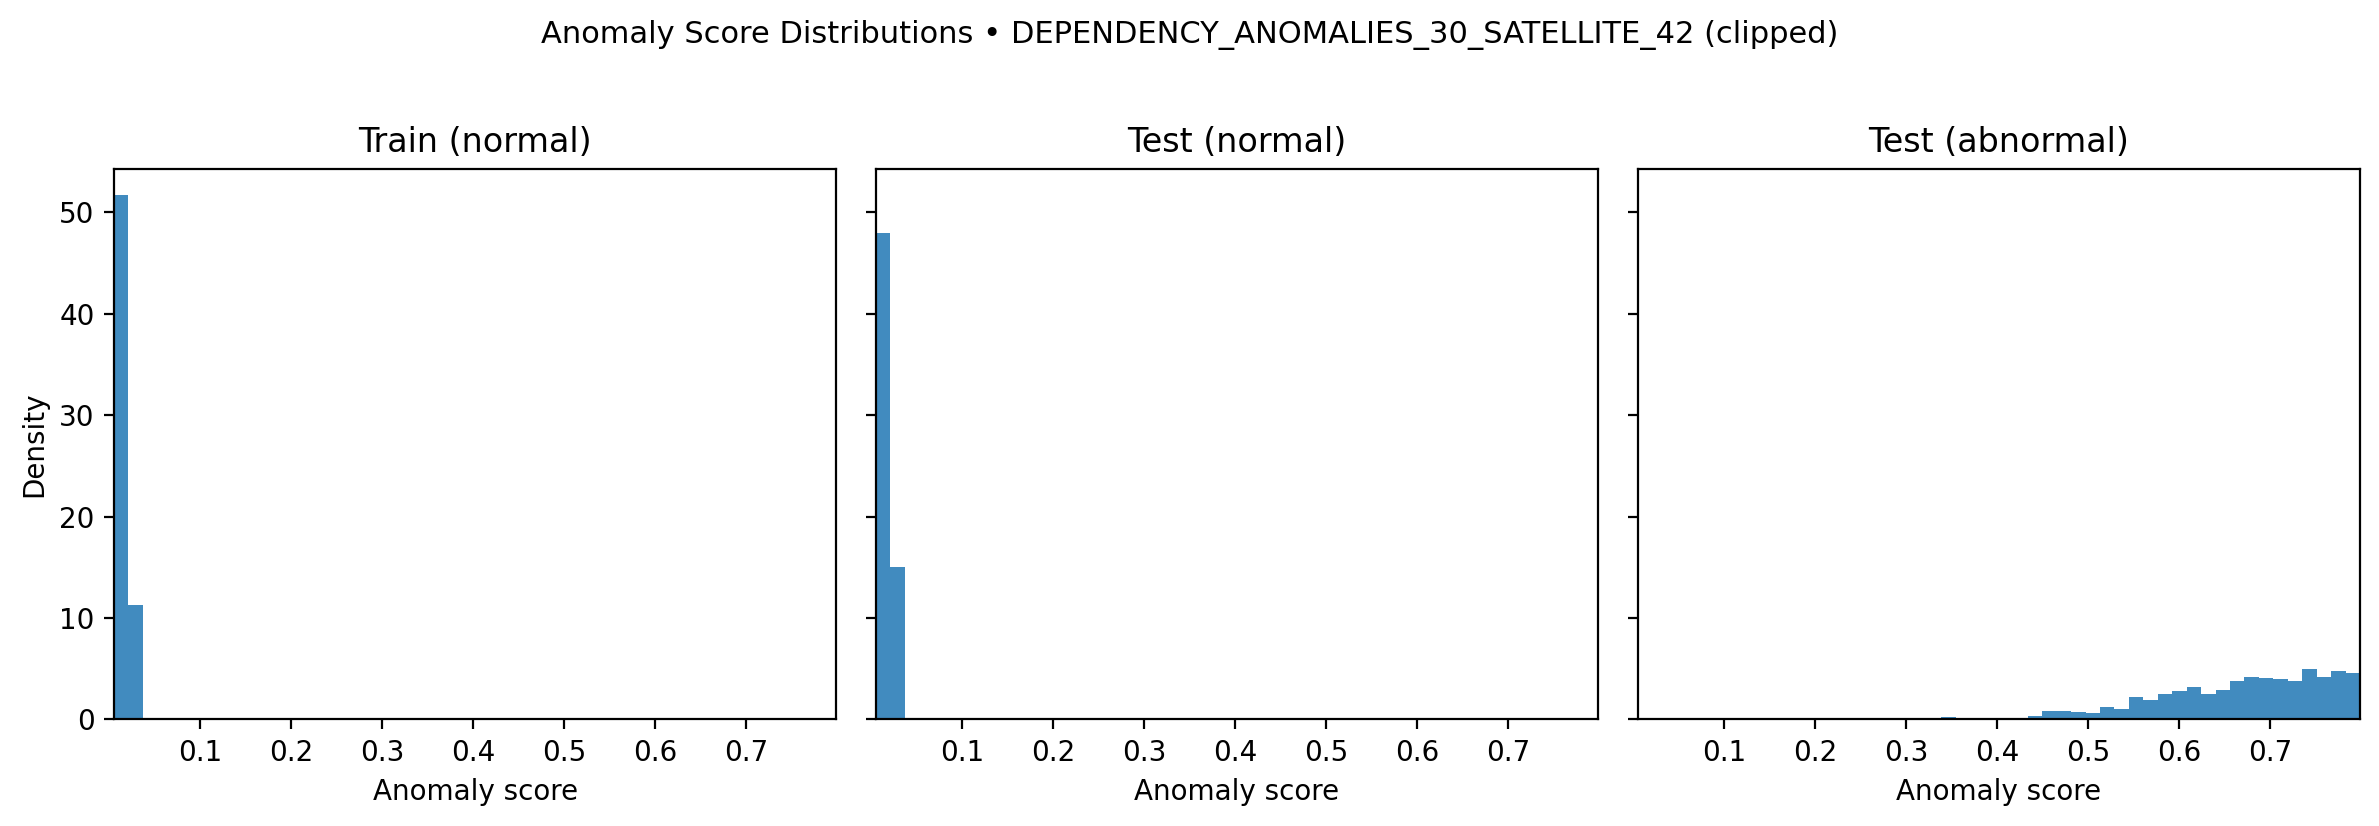 Anomaly Score Distributions • DEPENDENCY_ANOMALIES_30_SATELLITE_42 (clipped)
Train (normal)
Test (normal)
Test (abnormal)
Density
50
40
30
20
10
0
0.1 0.2 0.3 0.4 0.5 0.6 0.7
0.1 0.2 0.3 0.4 0.5 0.6 0.7
0.1 0.2 0.3 0.4 0.5 0.6 0.7
Anomaly score
Anomaly score
Anomaly score